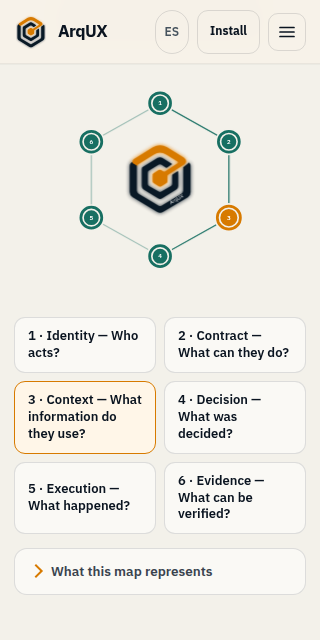 ArqUX
ES
Install
1
2
3
4
5
6
1 · Identity — Who
acts?
2 · Contract —
What can they do?
3 · Context — What
information do
they use?
4 · Decision —
What was
decided?
5 · Execution —
What happened?
6 · Evidence —
What can be
verified?
What this map represents